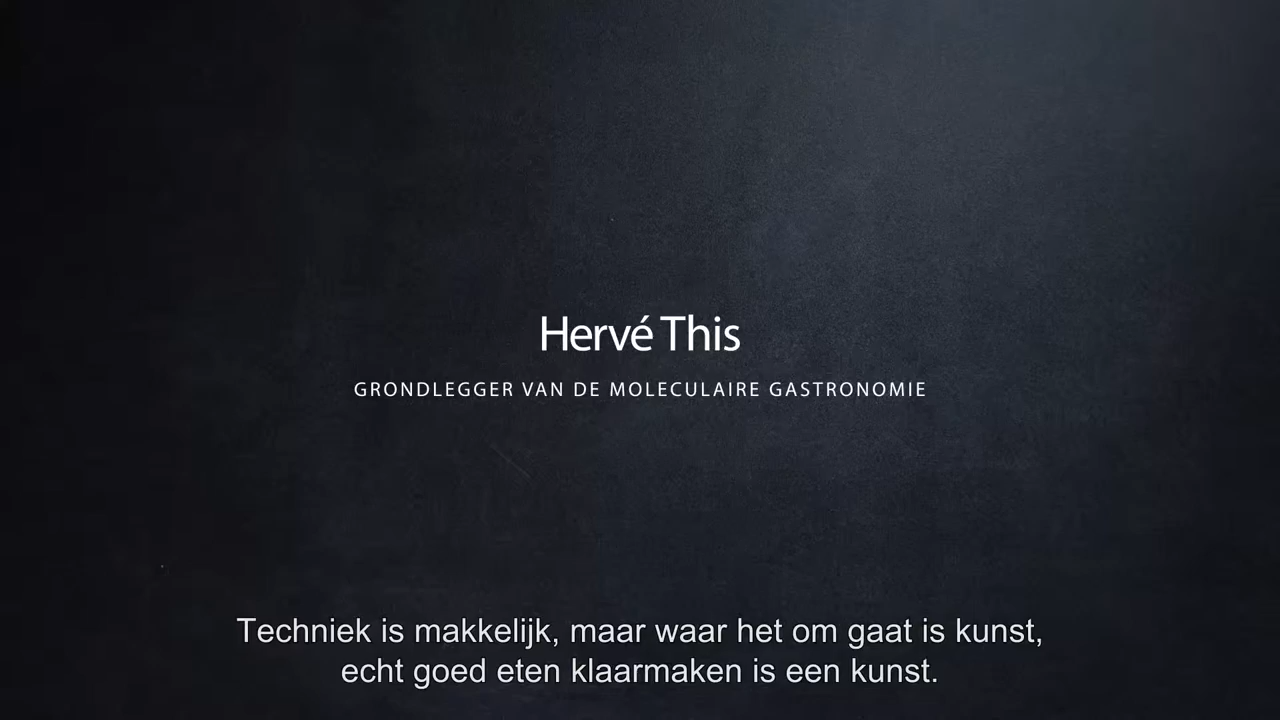 Hervé This
GRONDLEGGER VAN DE MOLECULAIRE GASTRONOMIE
Techniek is makkelijk, maar waar het om gaat is kunst,
echt goed eten klaarmaken is een kunst.